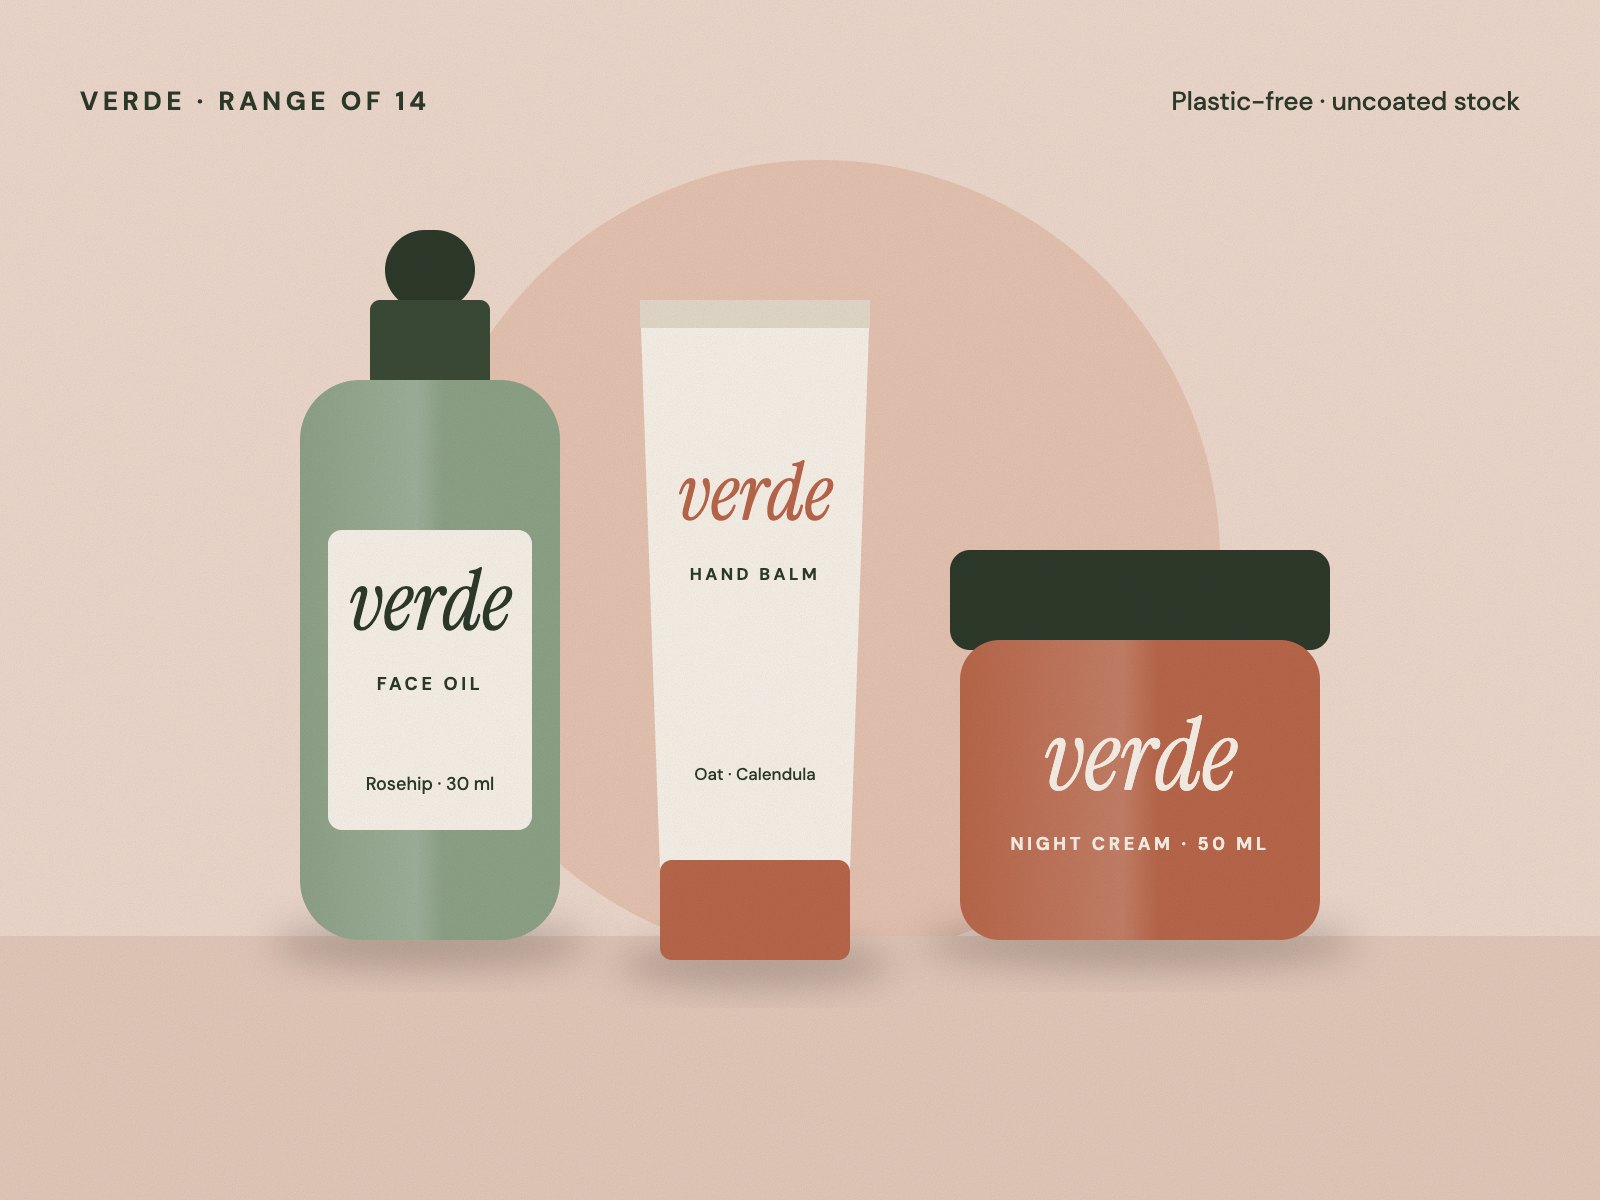 VERDE · RANGE OF 14
Plastic-free · uncoated stock
verde
FACE OIL
Rosehip · 30 ml
verde
HAND BALM
Oat · Calendula
verde
NIGHT CREAM · 50 ML